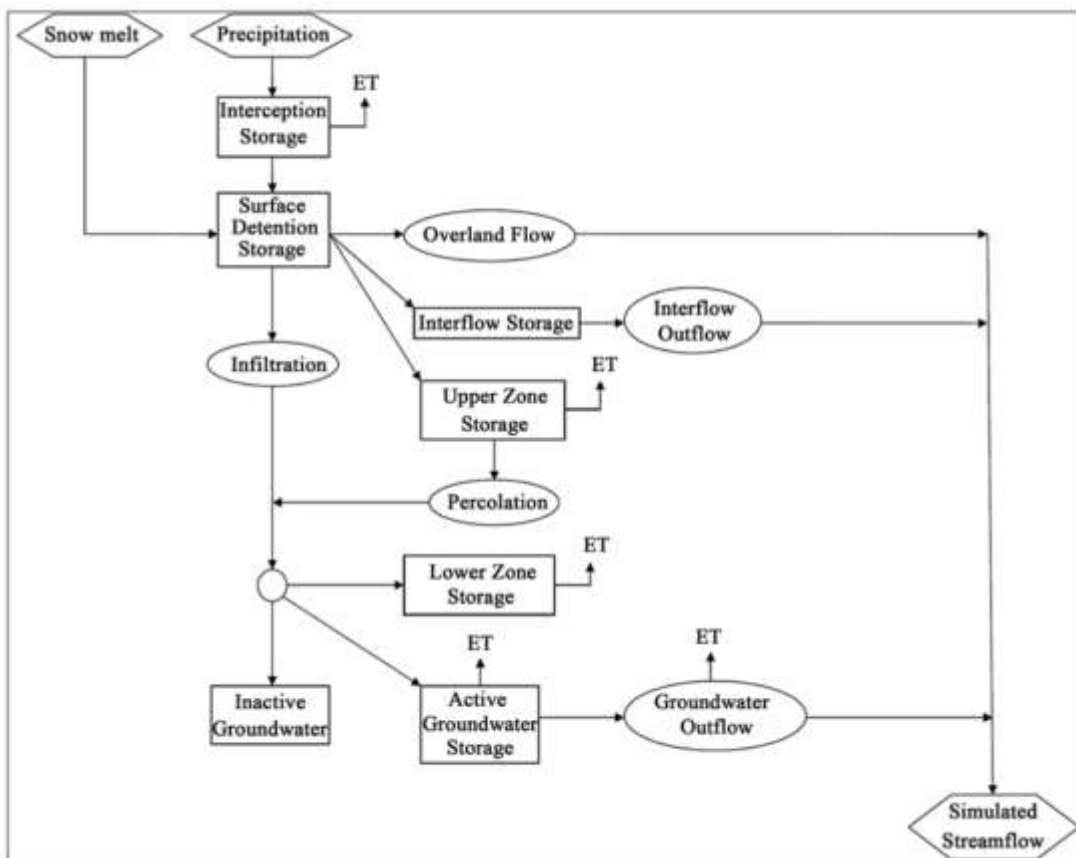 Snow melt
Precipitation
ET
Interception
Storage
Surface
Detention
Storage
Overland Flow
Interflow Storage
Interflow
Outflow
Infiltration
ET
Upper Zone
Storage
Percolation
ET
Lower Zone
Storage
ET
ET
Inactive
Groundwater
Active
Groundwater
Storage
Groundwater
Outflow
Simulated
Streamflow